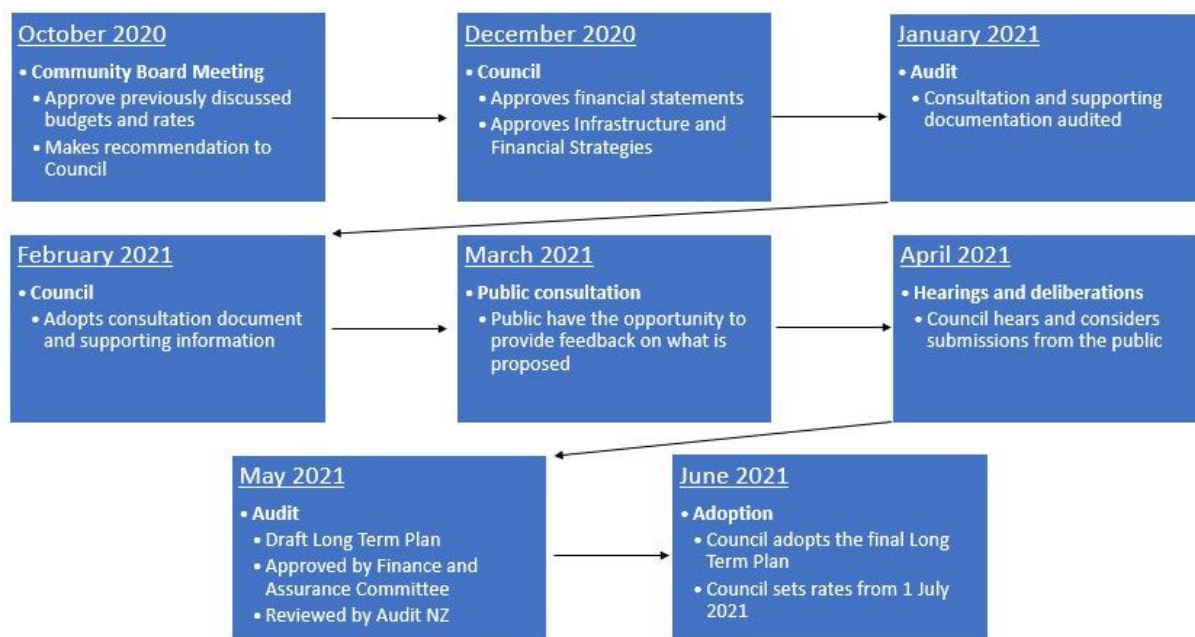 October 2020
• Community Board Meeting
• Approve previously discussed
budgets and rates
• Makes recommendation to
Council
December 2020
• Council
• Approves financial statements
• Approves Infrastructure and
Financial Strategies
January 2021
• Audit
• Consultation and supporting
documentation audited
February 2021
• Council
• Adopts consultation document
and supporting information
March 2021
• Public consultation
• Public have the opportunity to
provide feedback on what is
proposed
April 2021
• Hearings and deliberations
• Council hears and considers
submissions from the public
May 2021
• Audit
• Draft Long Term Plan
• Approved by Finance and
Assurance Committee
• Reviewed by Audit NZ
June 2021
• Adoption
• Council adopts the final Long
Term Plan
• Council sets rates from 1 July
2021